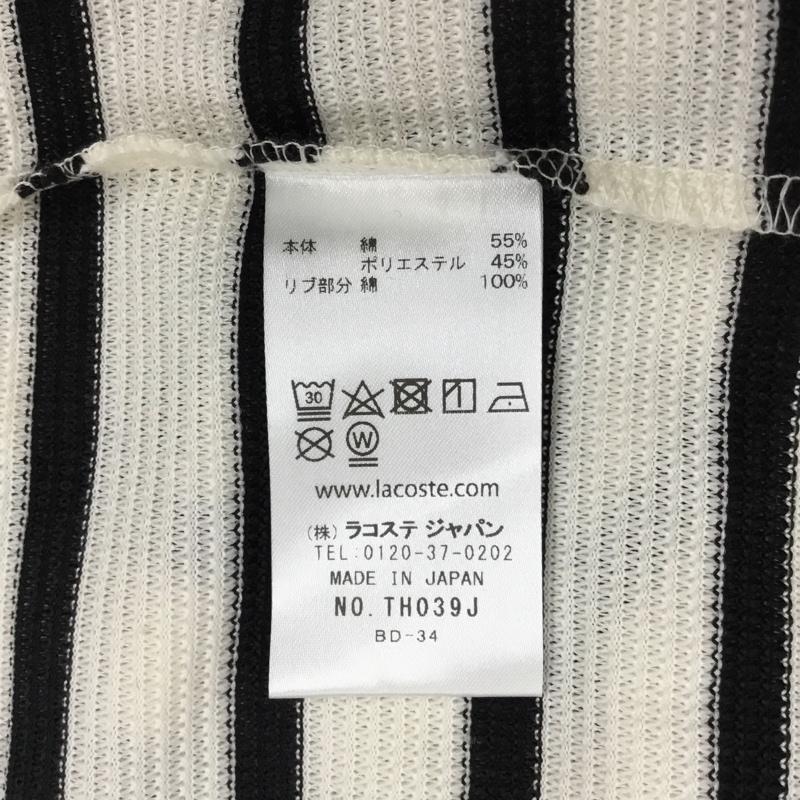 本体 綿 55%
ポリエステル 45%
リブ部分 綿 100%
30
W
www.lacoste.com
(株) ラコステ ジャパン
TEL:0120-37-0202
MADE IN JAPAN
NO. TH039J
BD-34